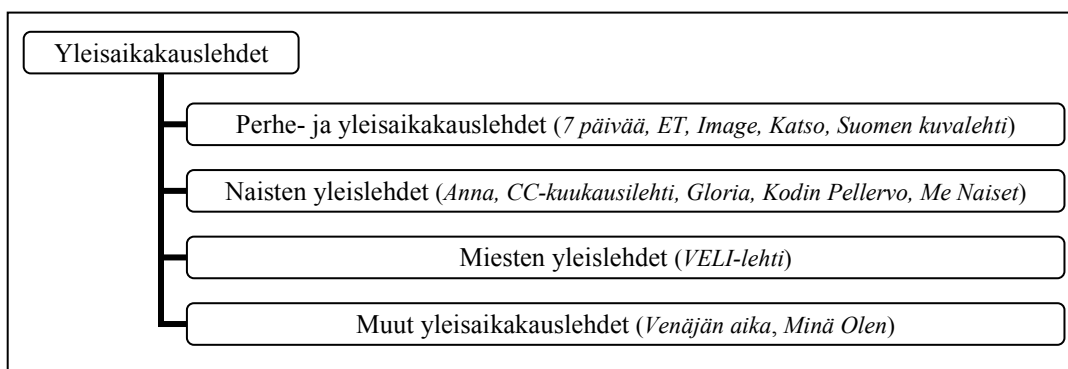 Yleisaikakauslehdet
Perhe- ja yleisaikakauslehdet (7 päivää, ET, Image, Katso, Suomen kuvalehti)
Naisten yleislehdet (Anna, CC-kuukausilehti, Gloria, Kodin Pellervo, Me Naiset)
Miesten yleislehdet (VELI-lehti)
Muut yleisaikakauslehdet (Venäjän aika, Minä Olen)